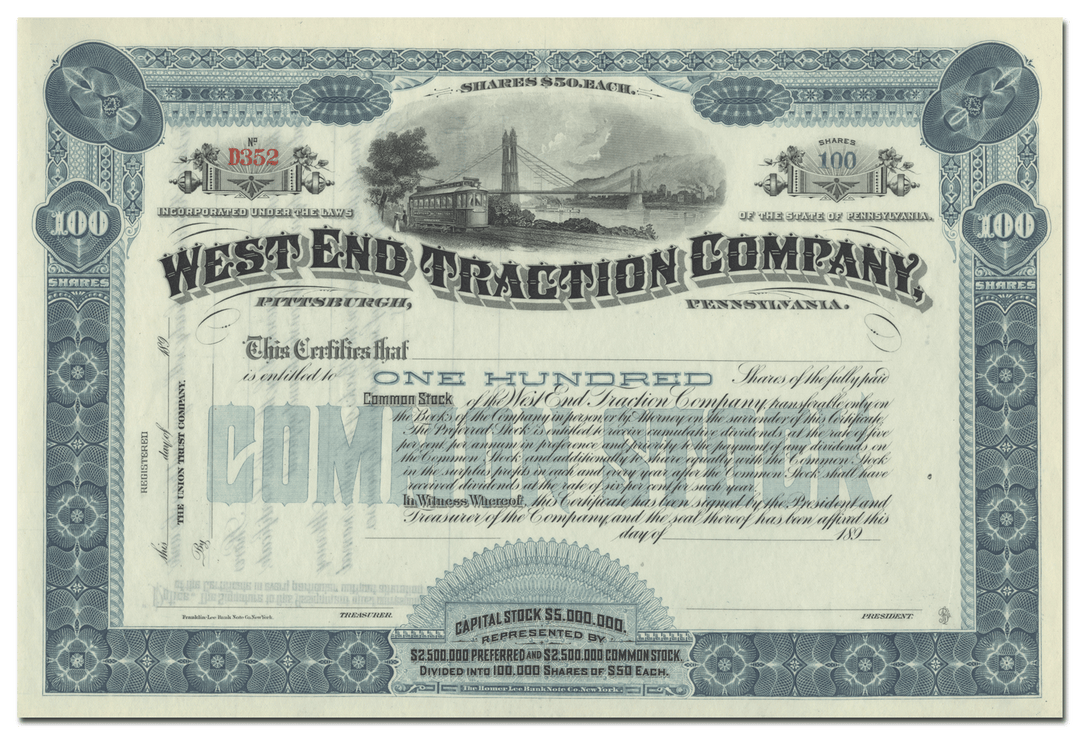 SHARES $50. EACH.
No
D352
SHARES
100
INCORPORATED UNDER THE LAWS
OF THE STATE OF PENNSYLVANIA.
100
SHARES
100
SHARES
WEST END TRACTION COMPANY,
PITTSBURGH,
PENNSYLVANIA.
This Certifies that
is entitled to ONE HUNDRED Shares of the fully paid
Common Stock of the West End Traction Company, transferable only on
the Books of the Company in person or by Attorney on the surrender of this Certificate.
The Preferred Stock is entitled to receive cumulative dividends at the rate of five
per cent. per annum in preference and priority to the payment of any dividends on
the Common Stock and additionally to share equally with the Common Stock
in the surplus profits in each and every year after the Common Stock shall have
received dividends at the rate of six per cent for such year.
In Witness Whereof, this Certificate has been signed by the President and
Treasurer of the Company, and the seal thereof has been affixed this
day of 189
COMMON STOCK
REGISTERED
this day of 189
THE UNION TRUST COMPANY.
By
Franklin-Lee Bank Note Co. New York.
TREASURER.
PRESIDENT.
CAPITAL STOCK $5.000.000.
REPRESENTED BY
$2.500.000 PREFERRED AND $2.500.000 COMMON STOCK.
DIVIDED INTO 100.000 SHARES OF $50 EACH.
The Homer Lee Bank Note Co. New York.